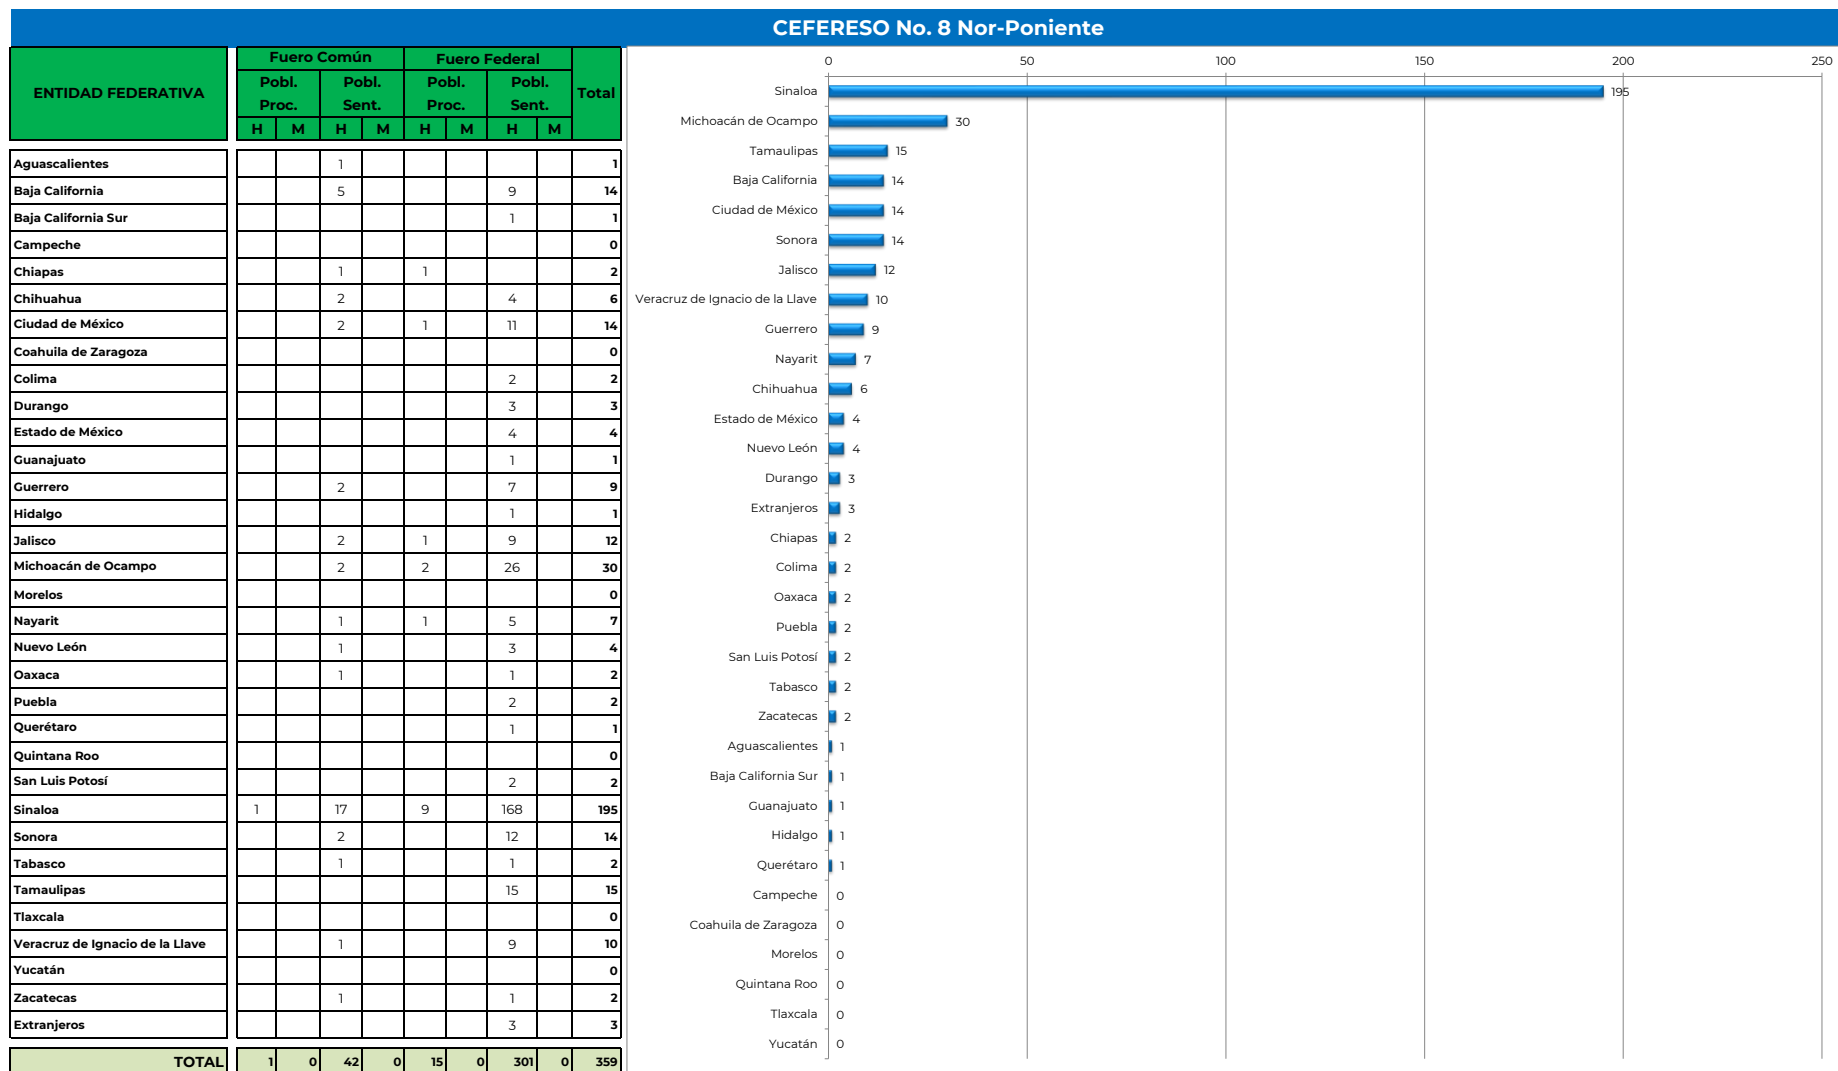 CEFERESO No. 8 Nor-Poniente
ENTIDAD FEDERATIVA Fuero Común Fuero Federal Total
Pobl. Proc. Pobl. Sent. Pobl. Proc. Pobl. Sent.
H M H M H M H M
Aguascalientes 1 1
Baja California 5 9 14
Baja California Sur 1 1
Campeche 0
Chiapas 1 1 2
Chihuahua 2 4 6
Ciudad de México 2 1 11 14
Coahuila de Zaragoza 0
Colima 2 2
Durango 3 3
Estado de México 4 4
Guanajuato 1 1
Guerrero 2 7 9
Hidalgo 1 1
Jalisco 2 1 9 12
Michoacán de Ocampo 2 2 26 30
Morelos 0
Nayarit 1 1 5 7
Nuevo León 1 3 4
Oaxaca 1 1 2
Puebla 2 2
Querétaro 1 1
Quintana Roo 0
San Luis Potosí 2 2
Sinaloa 1 17 9 168 195
Sonora 2 12 14
Tabasco 1 1 2
Tamaulipas 15 15
Tlaxcala 0
Veracruz de Ignacio de la Llave 1 9 10
Yucatán 0
Zacatecas 1 1 2
Extranjeros 3 3
TOTAL 1 0 42 0 15 0 301 0 359
0 50 100 150 200 250
Sinaloa 195
Michoacán de Ocampo 30
Tamaulipas 15
Baja California 14
Ciudad de México 14
Sonora 14
Jalisco 12
Veracruz de Ignacio de la Llave 10
Guerrero 9
Nayarit 7
Chihuahua 6
Estado de México 4
Nuevo León 4
Durango 3
Extranjeros 3
Chiapas 2
Colima 2
Oaxaca 2
Puebla 2
San Luis Potosí 2
Tabasco 2
Zacatecas 2
Aguascalientes 1
Baja California Sur 1
Guanajuato 1
Hidalgo 1
Querétaro 1
Campeche 0
Coahuila de Zaragoza 0
Morelos 0
Quintana Roo 0
Tlaxcala 0
Yucatán 0